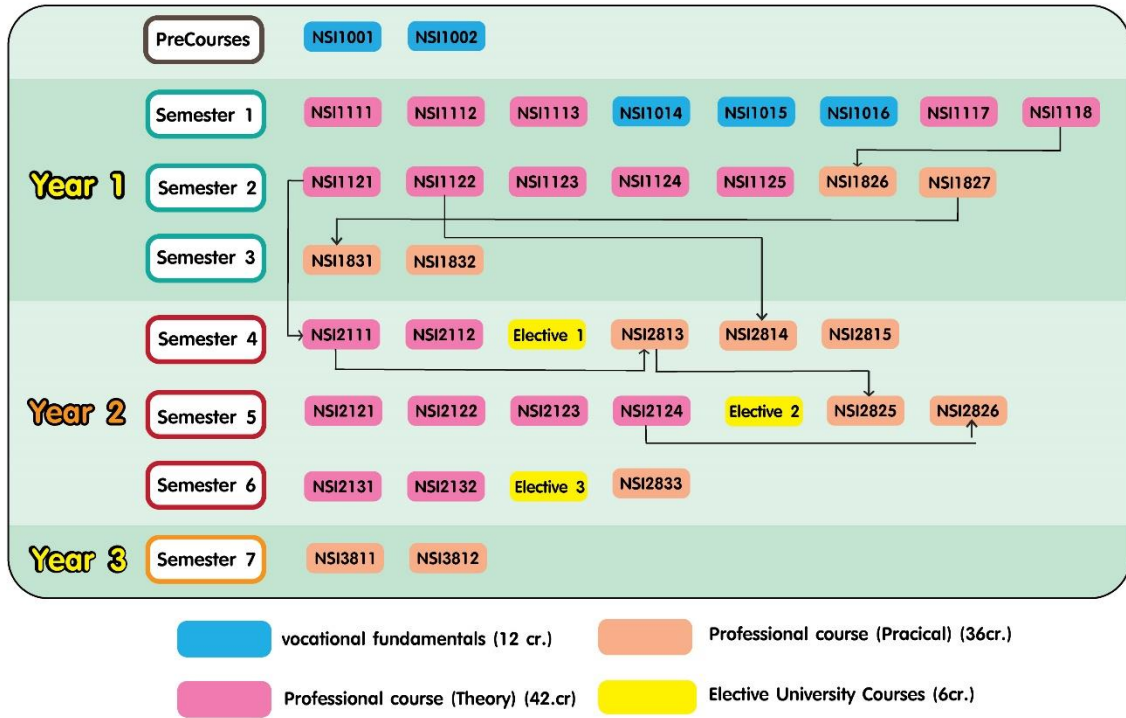 PreCourses NSI1001 NSI1002
Semester 1 NSI1111 NSI1112 NSI1113 NSI1014 NSI1015 NSI1016 NSI1117 NSI1118
Year 1 Semester 2 NSI1121 NSI1122 NSI1123 NSI1124 NSI1125 NSI1826 NSI1827
Semester 3 NSI1831 NSI1832
Semester 4 NSI2111 NSI2112 Elective 1 NSI2813 NSI2814 NSI2815
Year 2 Semester 5 NSI2121 NSI2122 NSI2123 NSI2124 Elective 2 NSI2825 NSI2826
Semester 6 NSI2131 NSI2132 Elective 3 NSI2833
Year 3 Semester 7 NSI3811 NSI3812
vocational fundamentals (12 cr.) Professional course (Pracical) (36cr.)
Professional course (Theory) (42.cr) Elective University Courses (6cr.)